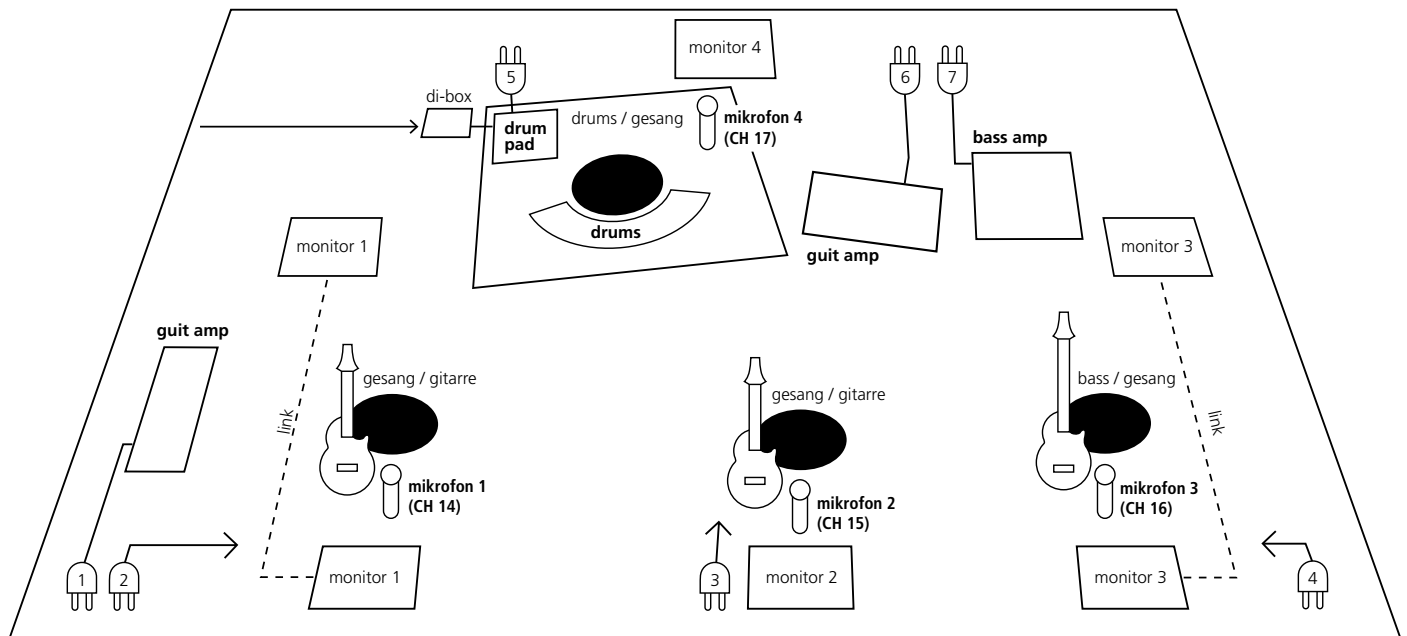 monitor 4
5
6
7
di-box
drum
pad
drums / gesang
mikrofon 4
(CH 17)
bass amp
drums
guit amp
monitor 1
monitor 3
guit amp
link
gesang / gitarre
mikrofon 1
(CH 14)
gesang / gitarre
mikrofon 2
(CH 15)
bass / gesang
mikrofon 3
(CH 16)
link
1
2
monitor 1
3
monitor 2
monitor 3
4